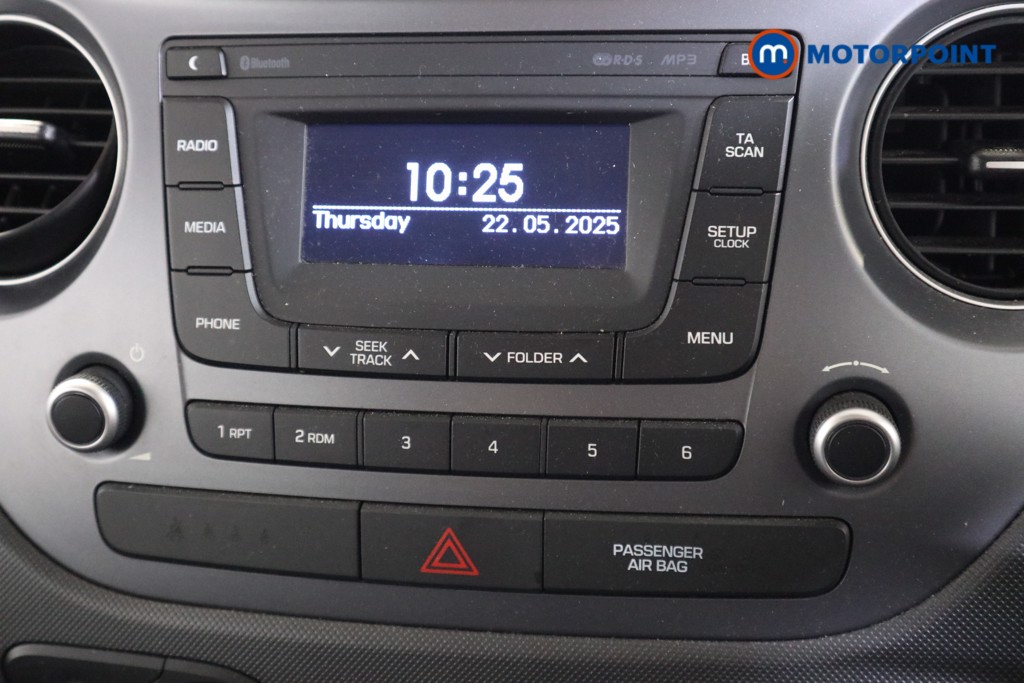 Bluetooth
R·D·S
MP3
m MOTORPOINT
RADIO
TA
SCAN
10:25
Thursday
22.05.2025
MEDIA
SETUP
CLOCK
PHONE
SEEK
TRACK
FOLDER
MENU
1 RPT
2 RDM
3
4
5
6
PASSENGER
AIR BAG